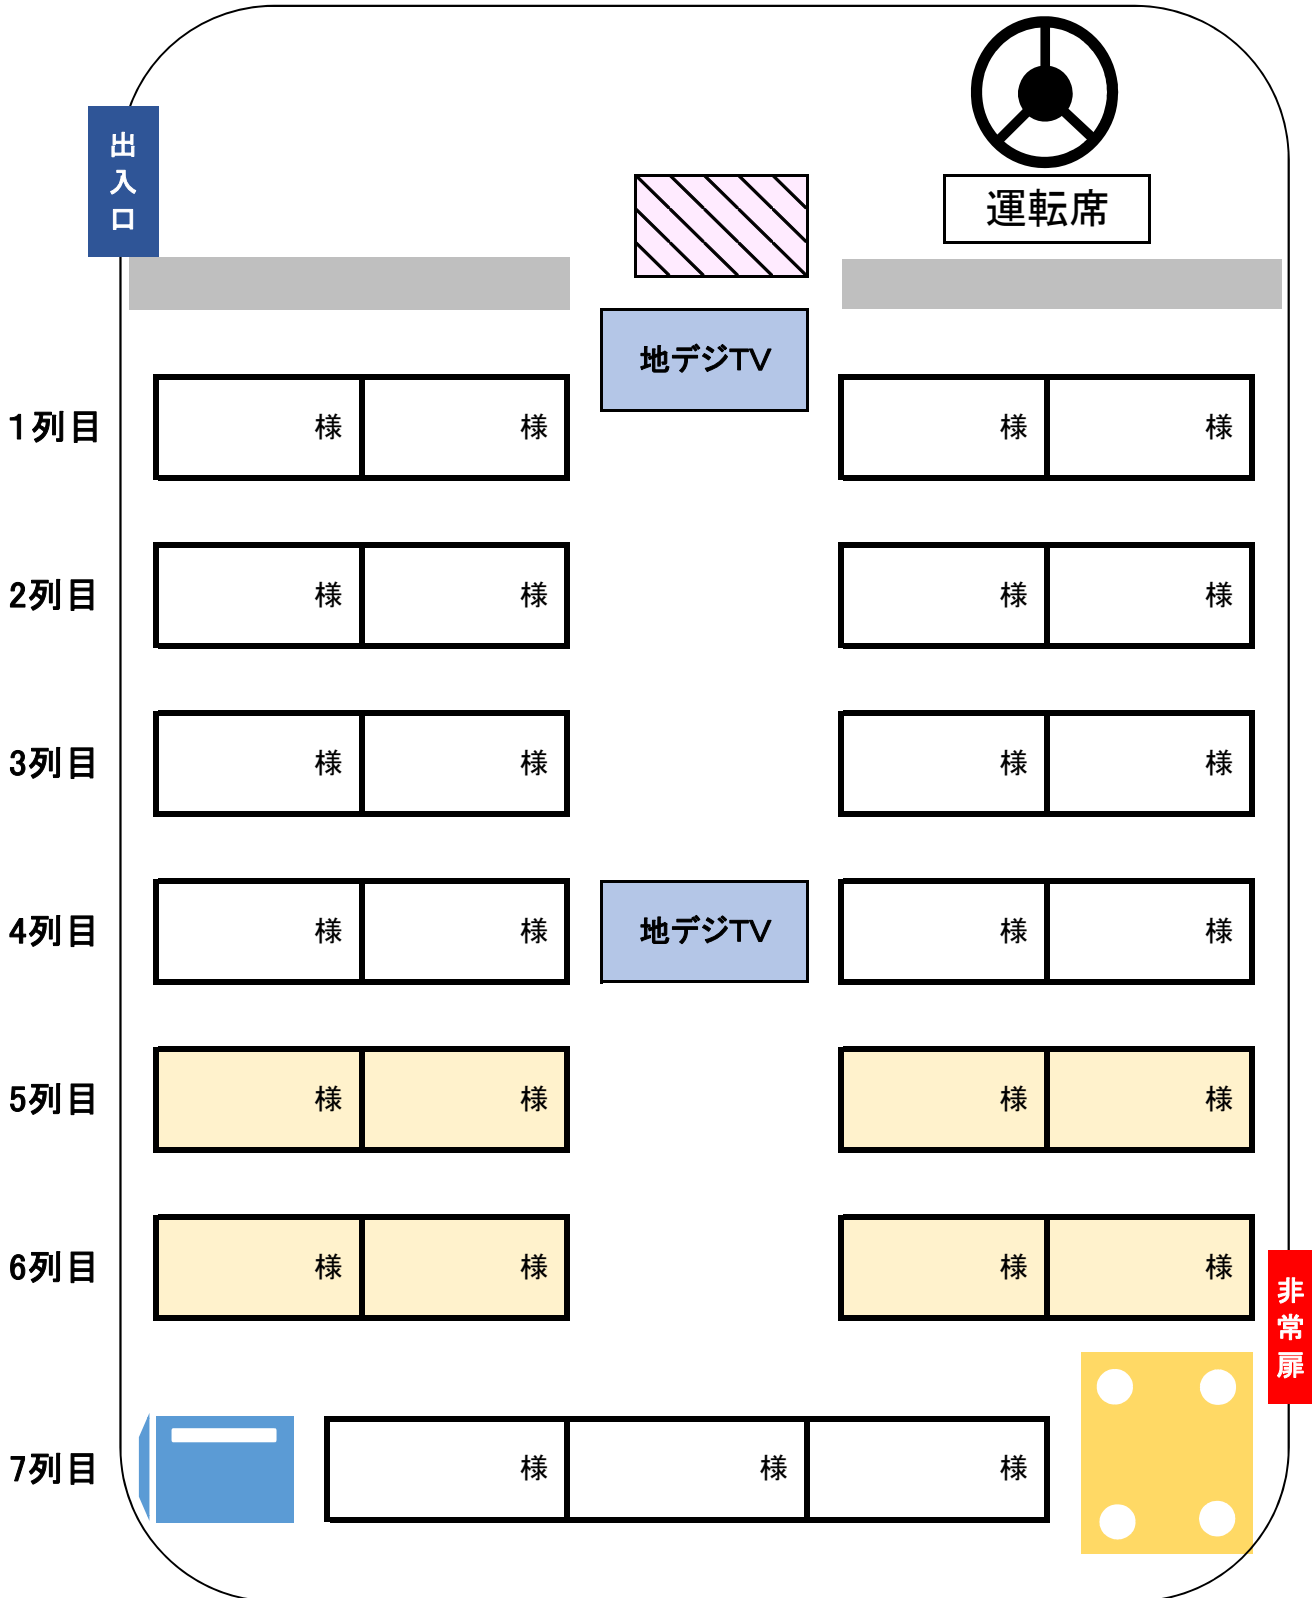 出入口
運転席
地デジTV
1列目 様 様 様 様
2列目 様 様 様 様
3列目 様 様 様 様
4列目 様 様 地デジTV 様 様
5列目 様 様 様 様
6列目 様 様 様 様
非常扉
7列目 様 様 様